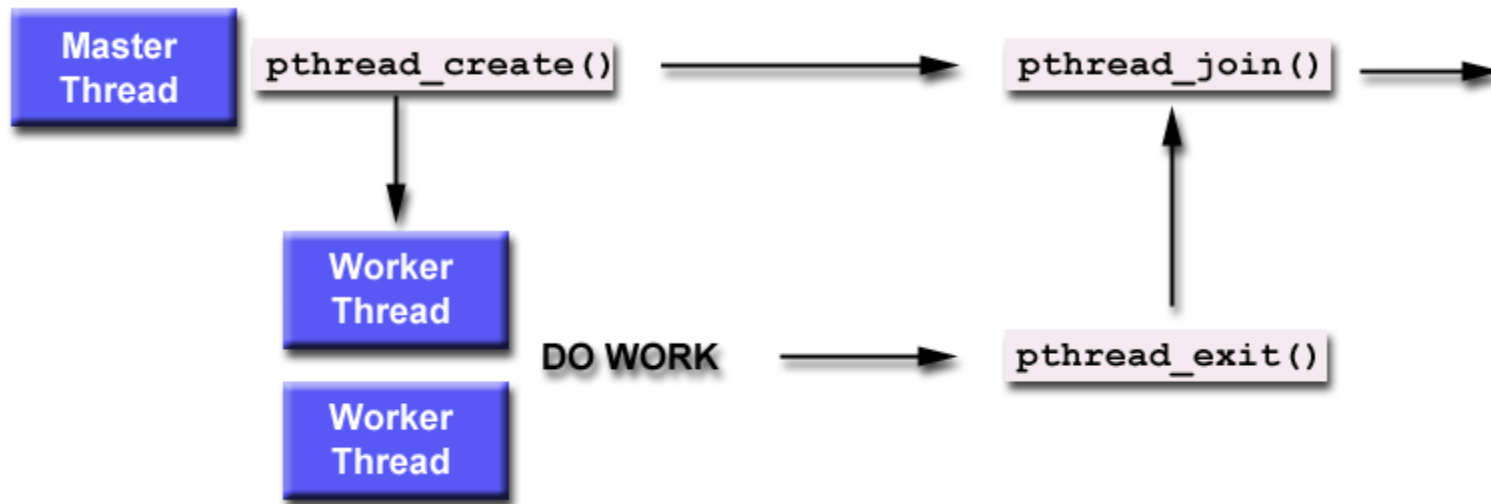 Master
Thread
pthread_create()
pthread_join()
Worker
Thread
DO WORK
pthread_exit()
Worker
Thread